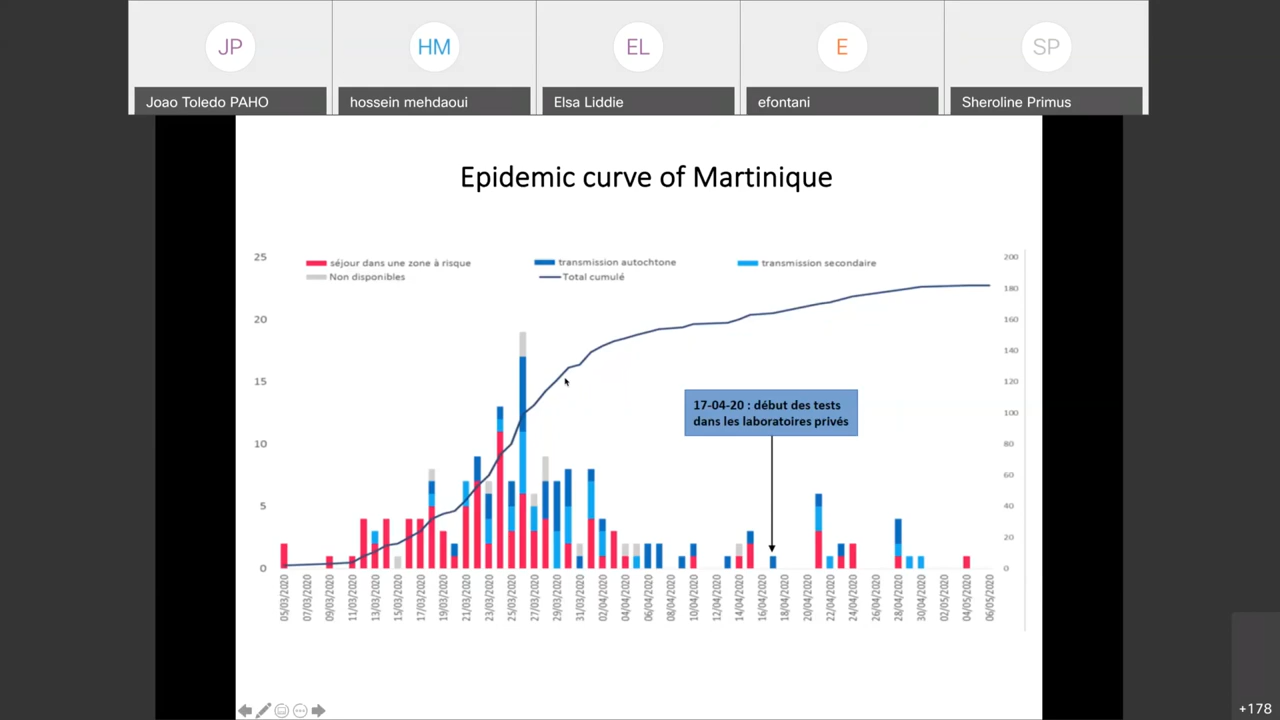 JP
HM
EL
E
SP
Joao Toledo PAHO
hossein mehdaoui
Elsa Liddie
efontani
Sheroline Primus
Epidemic curve of Martinique
séjour dans une zone à risque
transmission autochtone
transmission secondaire
Non disponibles
Total cumulé
25
20
15
10
5
0
200
180
160
140
120
100
80
60
40
20
0
17-04-20 : début des tests
dans les laboratoires privés
05/03/2020
07/03/2020
09/03/2020
11/03/2020
13/03/2020
15/03/2020
17/03/2020
19/03/2020
21/03/2020
23/03/2020
25/03/2020
27/03/2020
29/03/2020
31/03/2020
02/04/2020
04/04/2020
06/04/2020
08/04/2020
10/04/2020
12/04/2020
14/04/2020
16/04/2020
18/04/2020
20/04/2020
22/04/2020
24/04/2020
26/04/2020
28/04/2020
30/04/2020
02/05/2020
04/05/2020
06/05/2020
+178